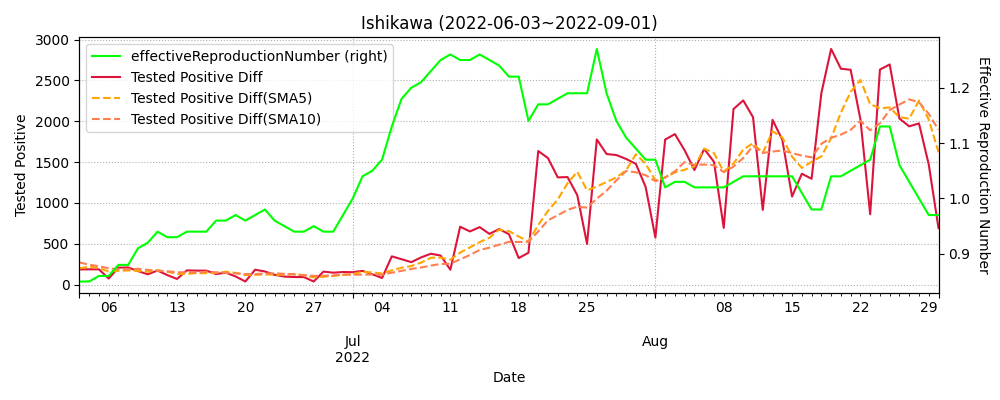 Ishikawa (2022-06-03~2022-09-01)
effectiveReproductionNumber (right)
Tested Positive Diff
Tested Positive Diff(SMA5)
Tested Positive Diff(SMA10)
Tested Positive
3000
2500
2000
1500
1000
500
0
Effective Reproduction Number
1.2
1.1
1.0
0.9
06 13 20 27 04 11 18 25 08 15 22 29
Jul Aug
2022
Date